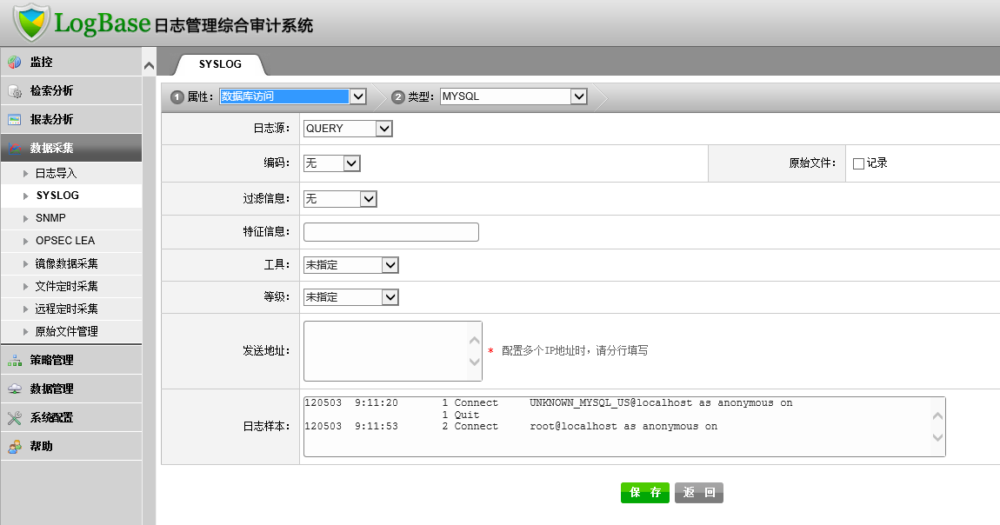 LogBase 日志管理综合审计系统
监控
检索分析
报表分析
数据采集
日志导入
SYSLOG
SNMP
OPSEC LEA
镜像数据采集
文件定时采集
远程定时采集
原始文件管理
策略管理
数据管理
系统配置
帮助
SYSLOG
1 属性： 数据库访问 2 类型： MYSQL
日志源： QUERY
编码： 无 原始文件： 记录
过滤信息： 无
特征信息：
工具： 未指定
等级： 未指定
发送地址： * 配置多个IP地址时，请分行填写
日志样本：
120503 9:11:20 1 Connect UNKNOWN_MYSQL_US@localhost as anonymous on
1 Quit
120503 9:11:53 2 Connect root@localhost as anonymous on
保 存 返 回